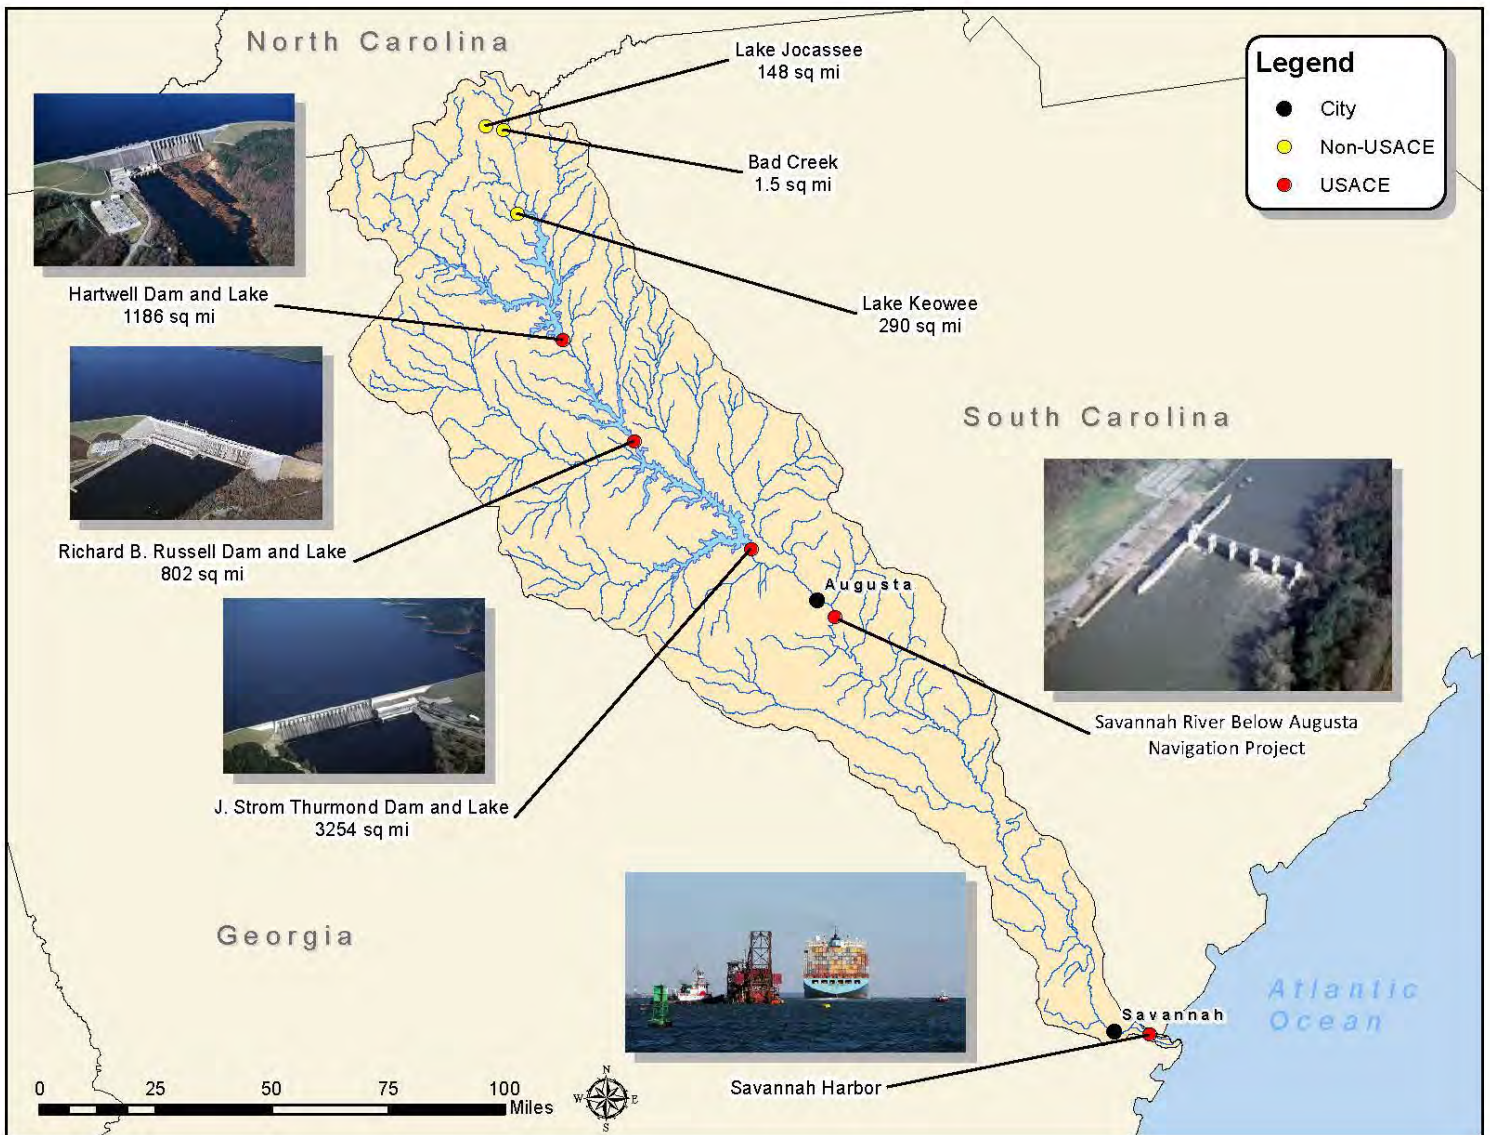 North Carolina
Lake Jocassee
148 sq mi
Legend
City
Non-USACE
USACE
Bad Creek
1.5 sq mi
Hartwell Dam and Lake
1186 sq mi
Lake Keowee
290 sq mi
South Carolina
Richard B. Russell Dam and Lake
802 sq mi
Augusta
Savannah River Below Augusta
Navigation Project
J. Strom Thurmond Dam and Lake
3254 sq mi
Georgia
Atlantic
Ocean
Savannah
Savannah Harbor
0 25 50 75 100
Miles
N
W E
S